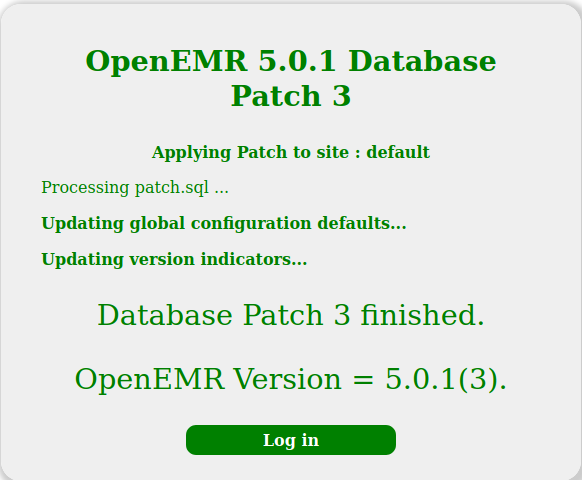 OpenEMR 5.0.1 Database
Patch 3
Applying Patch to site : default
Processing patch.sql ...
Updating global configuration defaults...
Updating version indicators...
Database Patch 3 finished.
OpenEMR Version = 5.0.1(3).
Log in